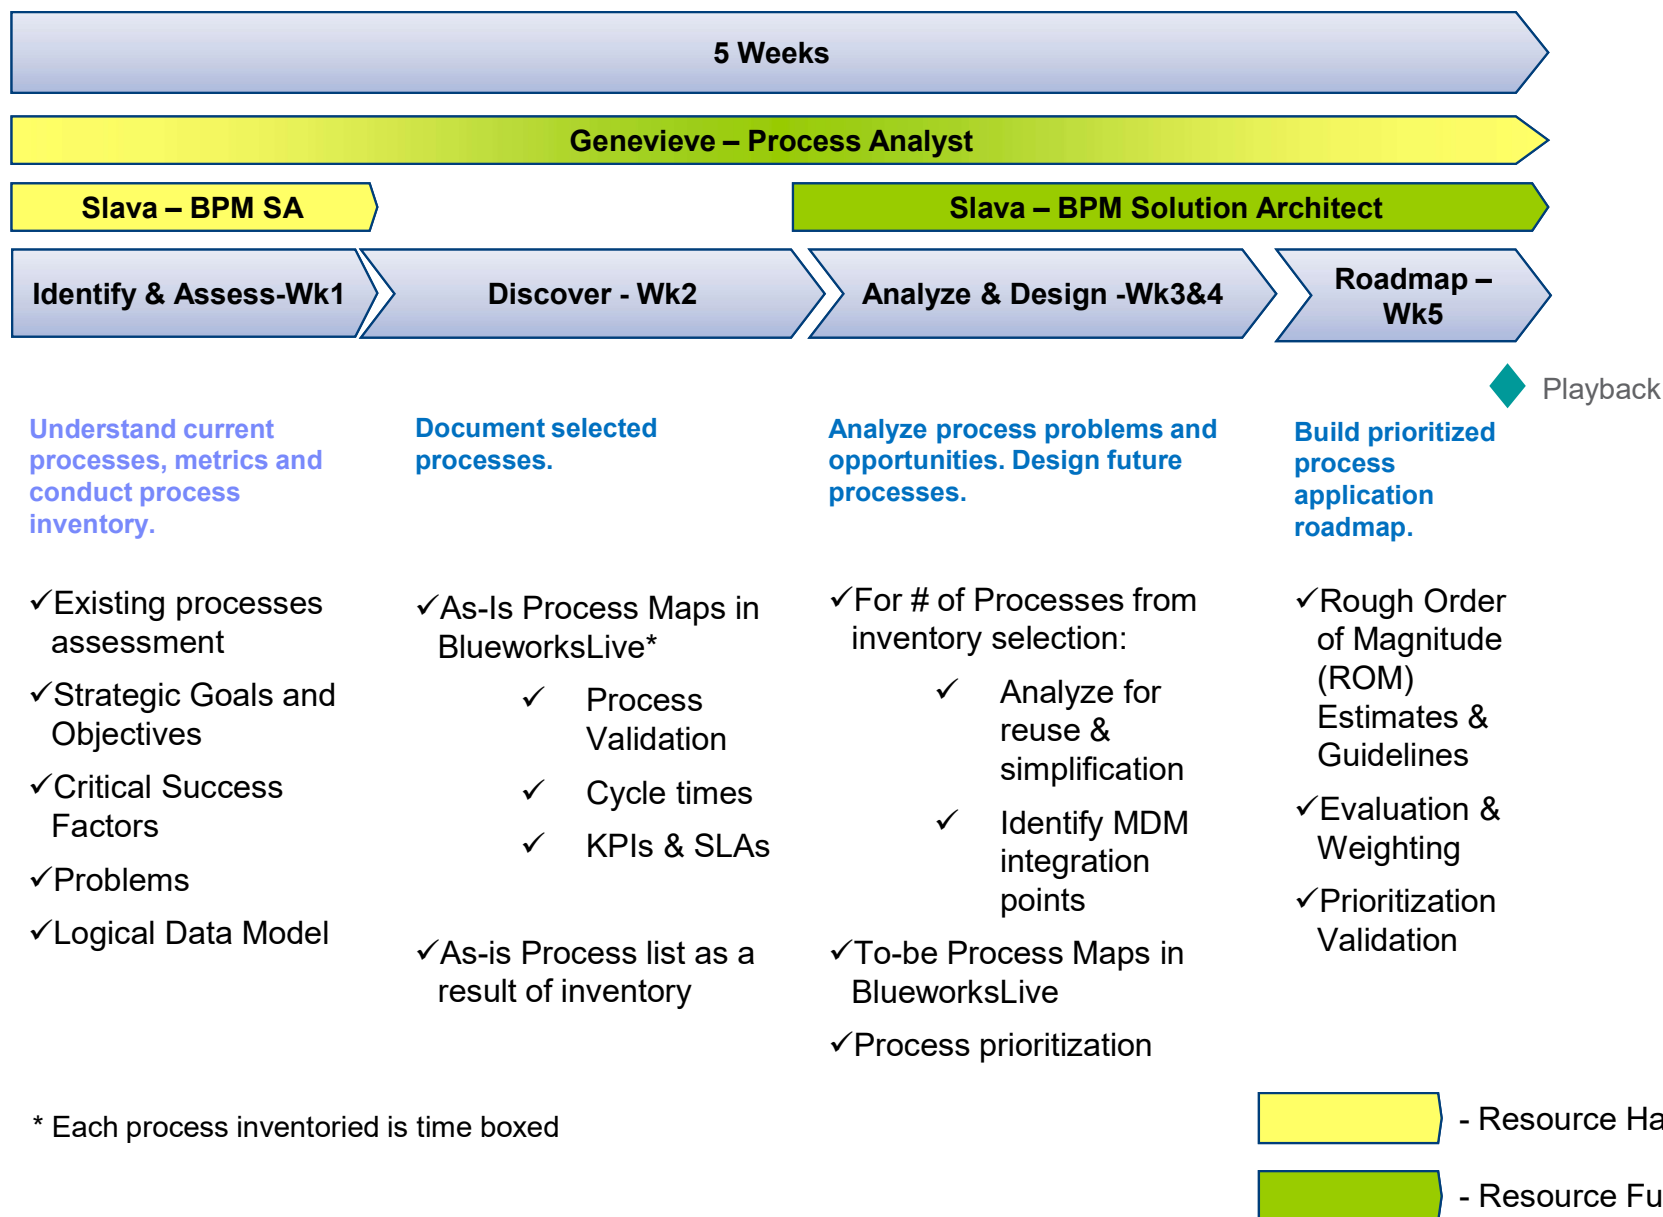 5 Weeks
Genevieve – Process Analyst
Slava – BPM SA
Slava – BPM Solution Architect
Identify & Assess-Wk1
Discover - Wk2
Analyze & Design -Wk3&4
Roadmap –
Wk5
Playback
Understand current
processes, metrics and
conduct process
inventory.
✓Existing processes
assessment
✓Strategic Goals and
Objectives
✓Critical Success
Factors
✓Problems
✓Logical Data Model
Document selected
processes.
✓As-Is Process Maps in
BlueworksLive*
✓ Process
Validation
✓ Cycle times
✓ KPIs & SLAs
✓As-is Process list as a
result of inventory
Analyze process problems and
opportunities. Design future
processes.
✓For # of Processes from
inventory selection:
✓ Analyze for
reuse &
simplification
✓ Identify MDM
integration
points
✓To-be Process Maps in
BlueworksLive
✓Process prioritization
Build prioritized
process
application
roadmap.
✓Rough Order
of Magnitude
(ROM)
Estimates &
Guidelines
✓Evaluation &
Weighting
✓Prioritization
Validation
* Each process inventoried is time boxed
- Resource
- Resource